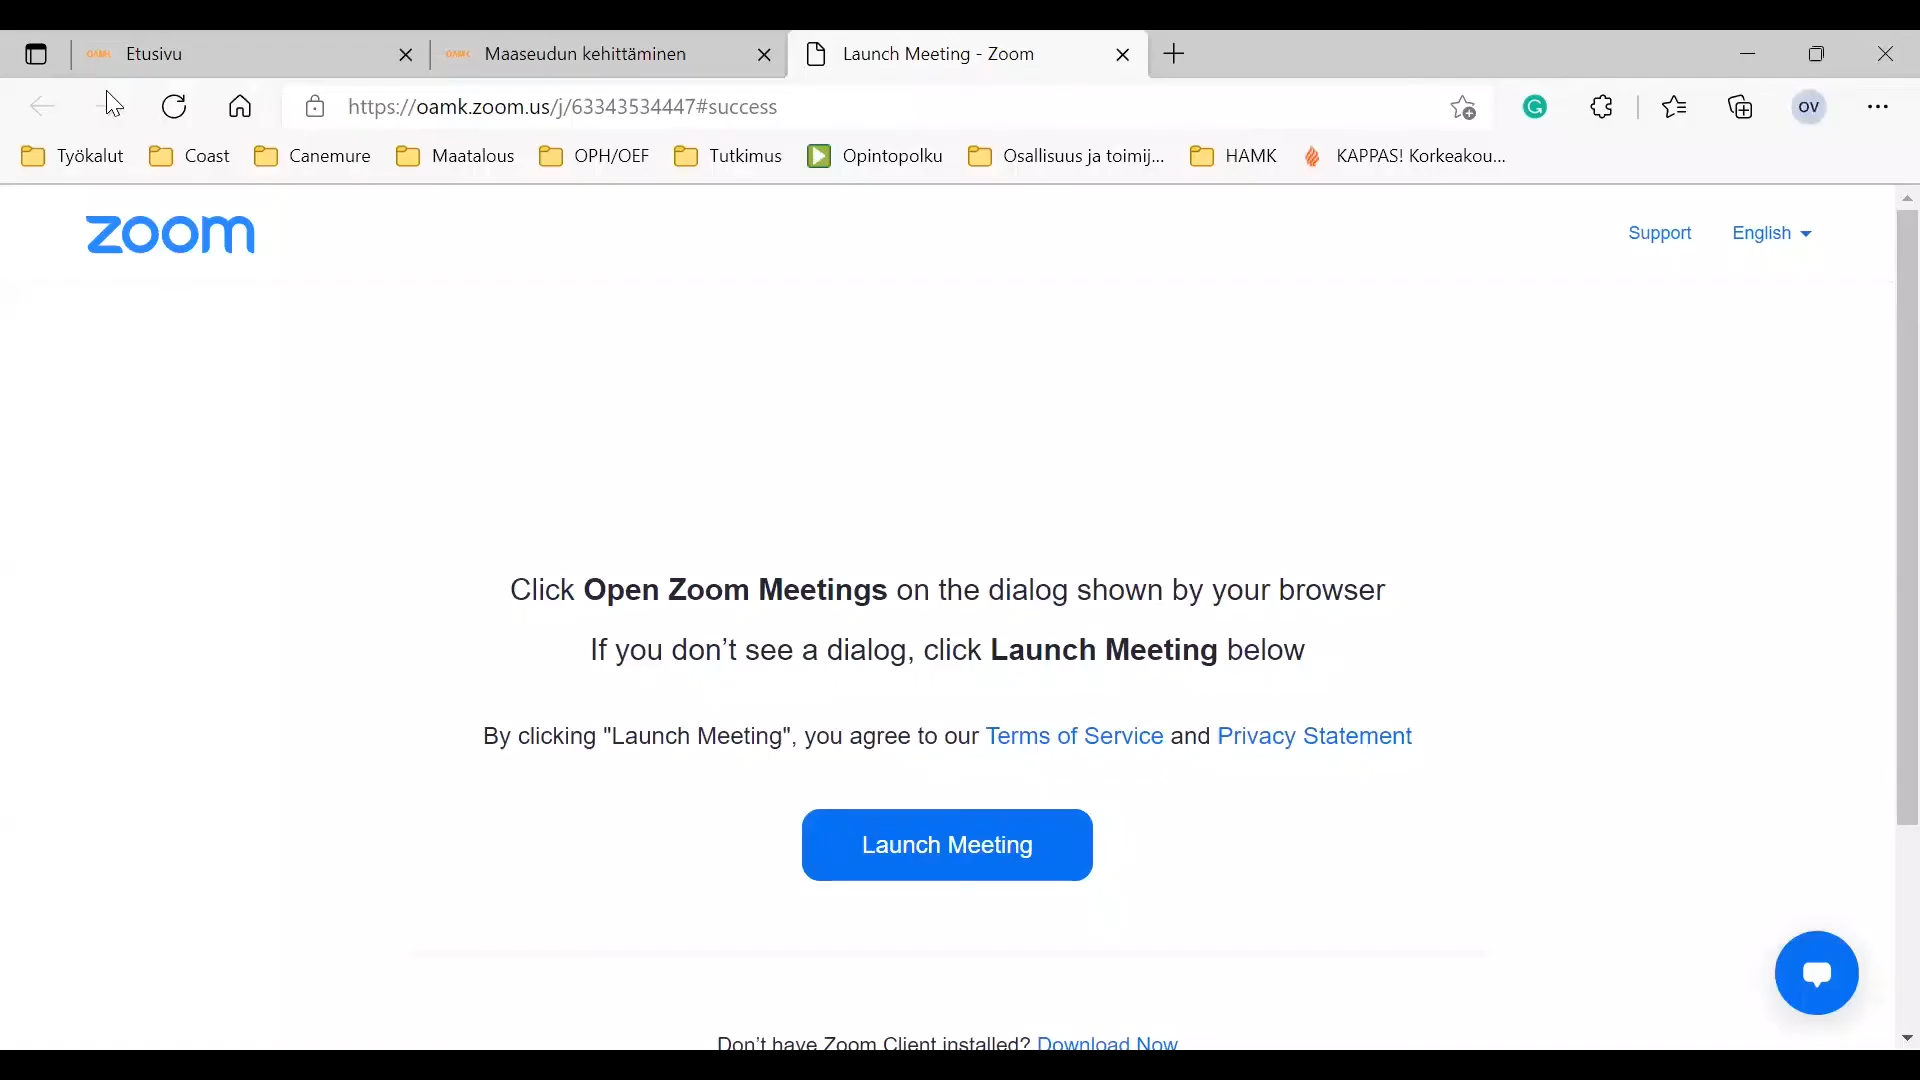 Etusivu
Maaseudun kehittäminen
Launch Meeting - Zoom
https://oamk.zoom.us/j/63343534447#success
OV
Työkalut
Coast
Canemure
Maatalous
OPH/OEF
Tutkimus
Opintopolku
Osallisuus ja toimij...
HAMK
KAPPAS! Korkeakou...
zoom
Support
English
Click Open Zoom Meetings on the dialog shown by your browser
If you don’t see a dialog, click Launch Meeting below
By clicking "Launch Meeting", you agree to our Terms of Service and Privacy Statement
Launch Meeting
Don’t have Zoom Client installed? Download Now